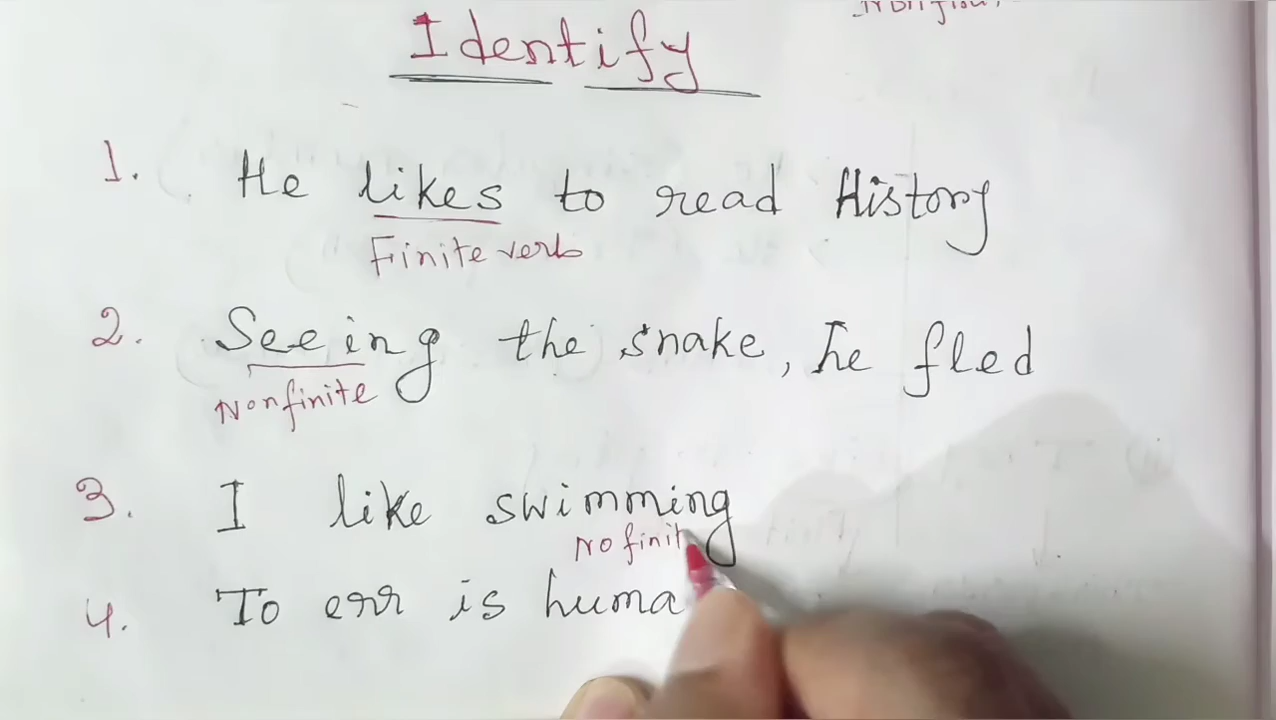 Identify
1. He likes to read History
Finite verb
2. Seeing the snake, he fled
Nonfinite
3. I like swimming
No finit
4. To err is huma